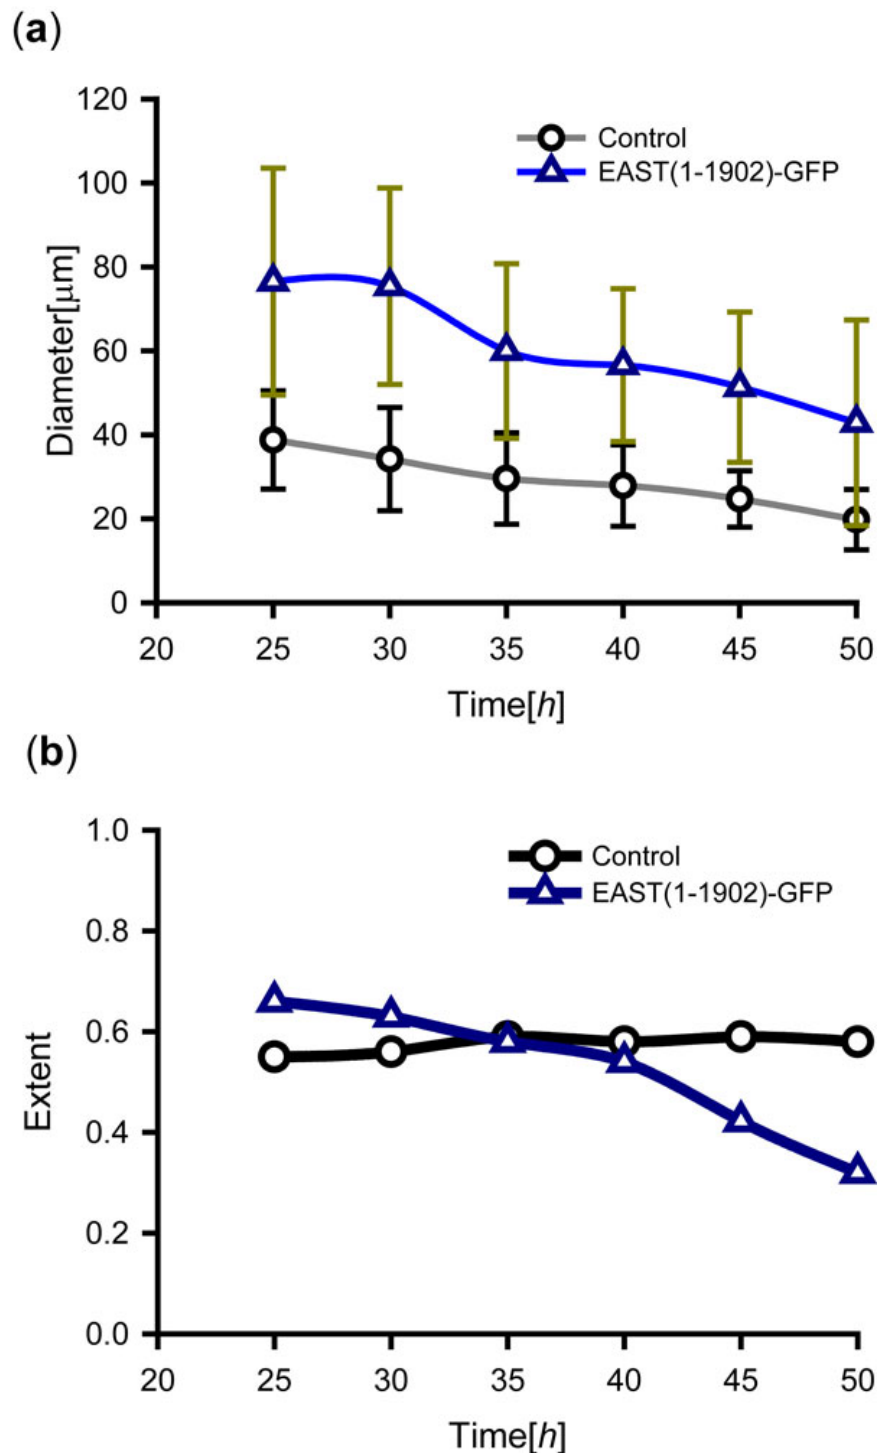 (a)
120
100
80
60
40
20
0
Diameter[μm]
Control
EAST(1-1902)-GFP
20 25 30 35 40 45 50
Time[h]
(b)
1.0
0.8
0.6
0.4
0.2
0.0
Extent
Control
EAST(1-1902)-GFP
20 25 30 35 40 45 50
Time[h]